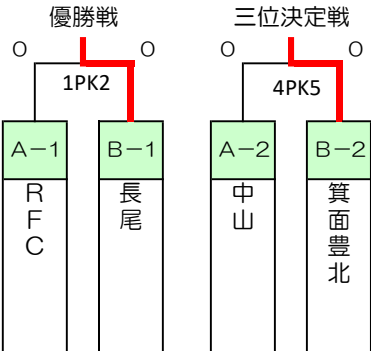 優勝戦
三位決定戦
０ ０ ０ ０
1PK2
4PK5
Ａ－１ Ｂ－１ Ａ－２ Ｂ－２
ＲＦＣ
長尾
中山
箕面豊北